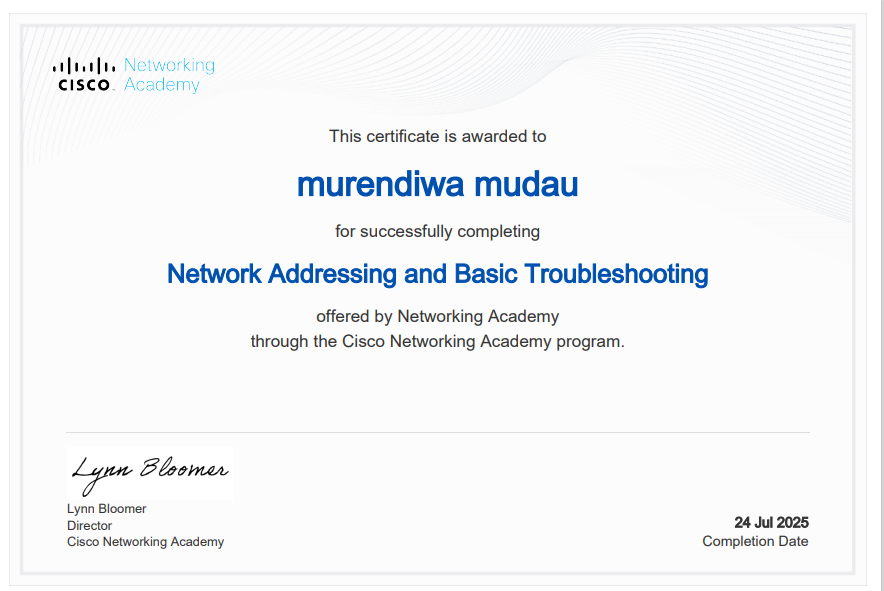 CISCO Networking Academy
This certificate is awarded to
murendiwa mudau
for successfully completing
Network Addressing and Basic Troubleshooting
offered by Networking Academy
through the Cisco Networking Academy program.
Lynn Bloomer
Lynn Bloomer
Director
Cisco Networking Academy
24 Jul 2025
Completion Date